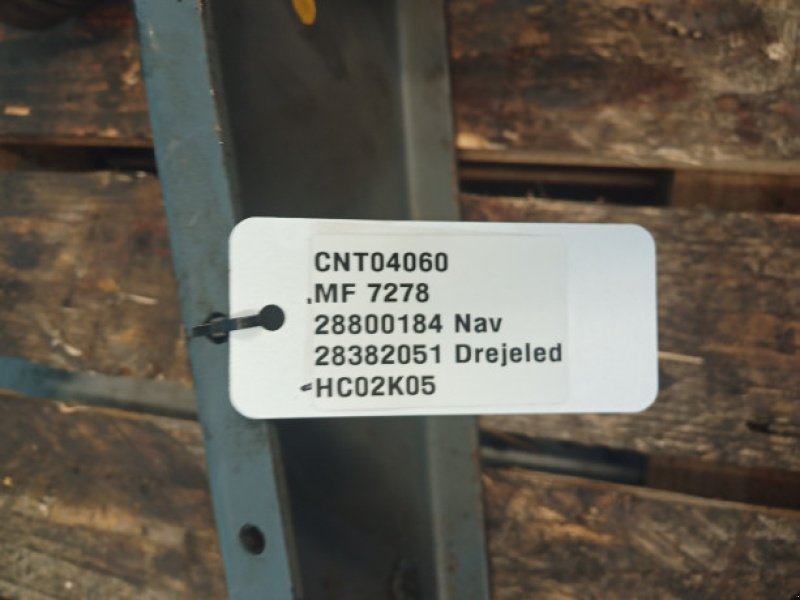 CNT04060
MF 7278
28800184 Nav
28382051 Drejeled
HC02K05